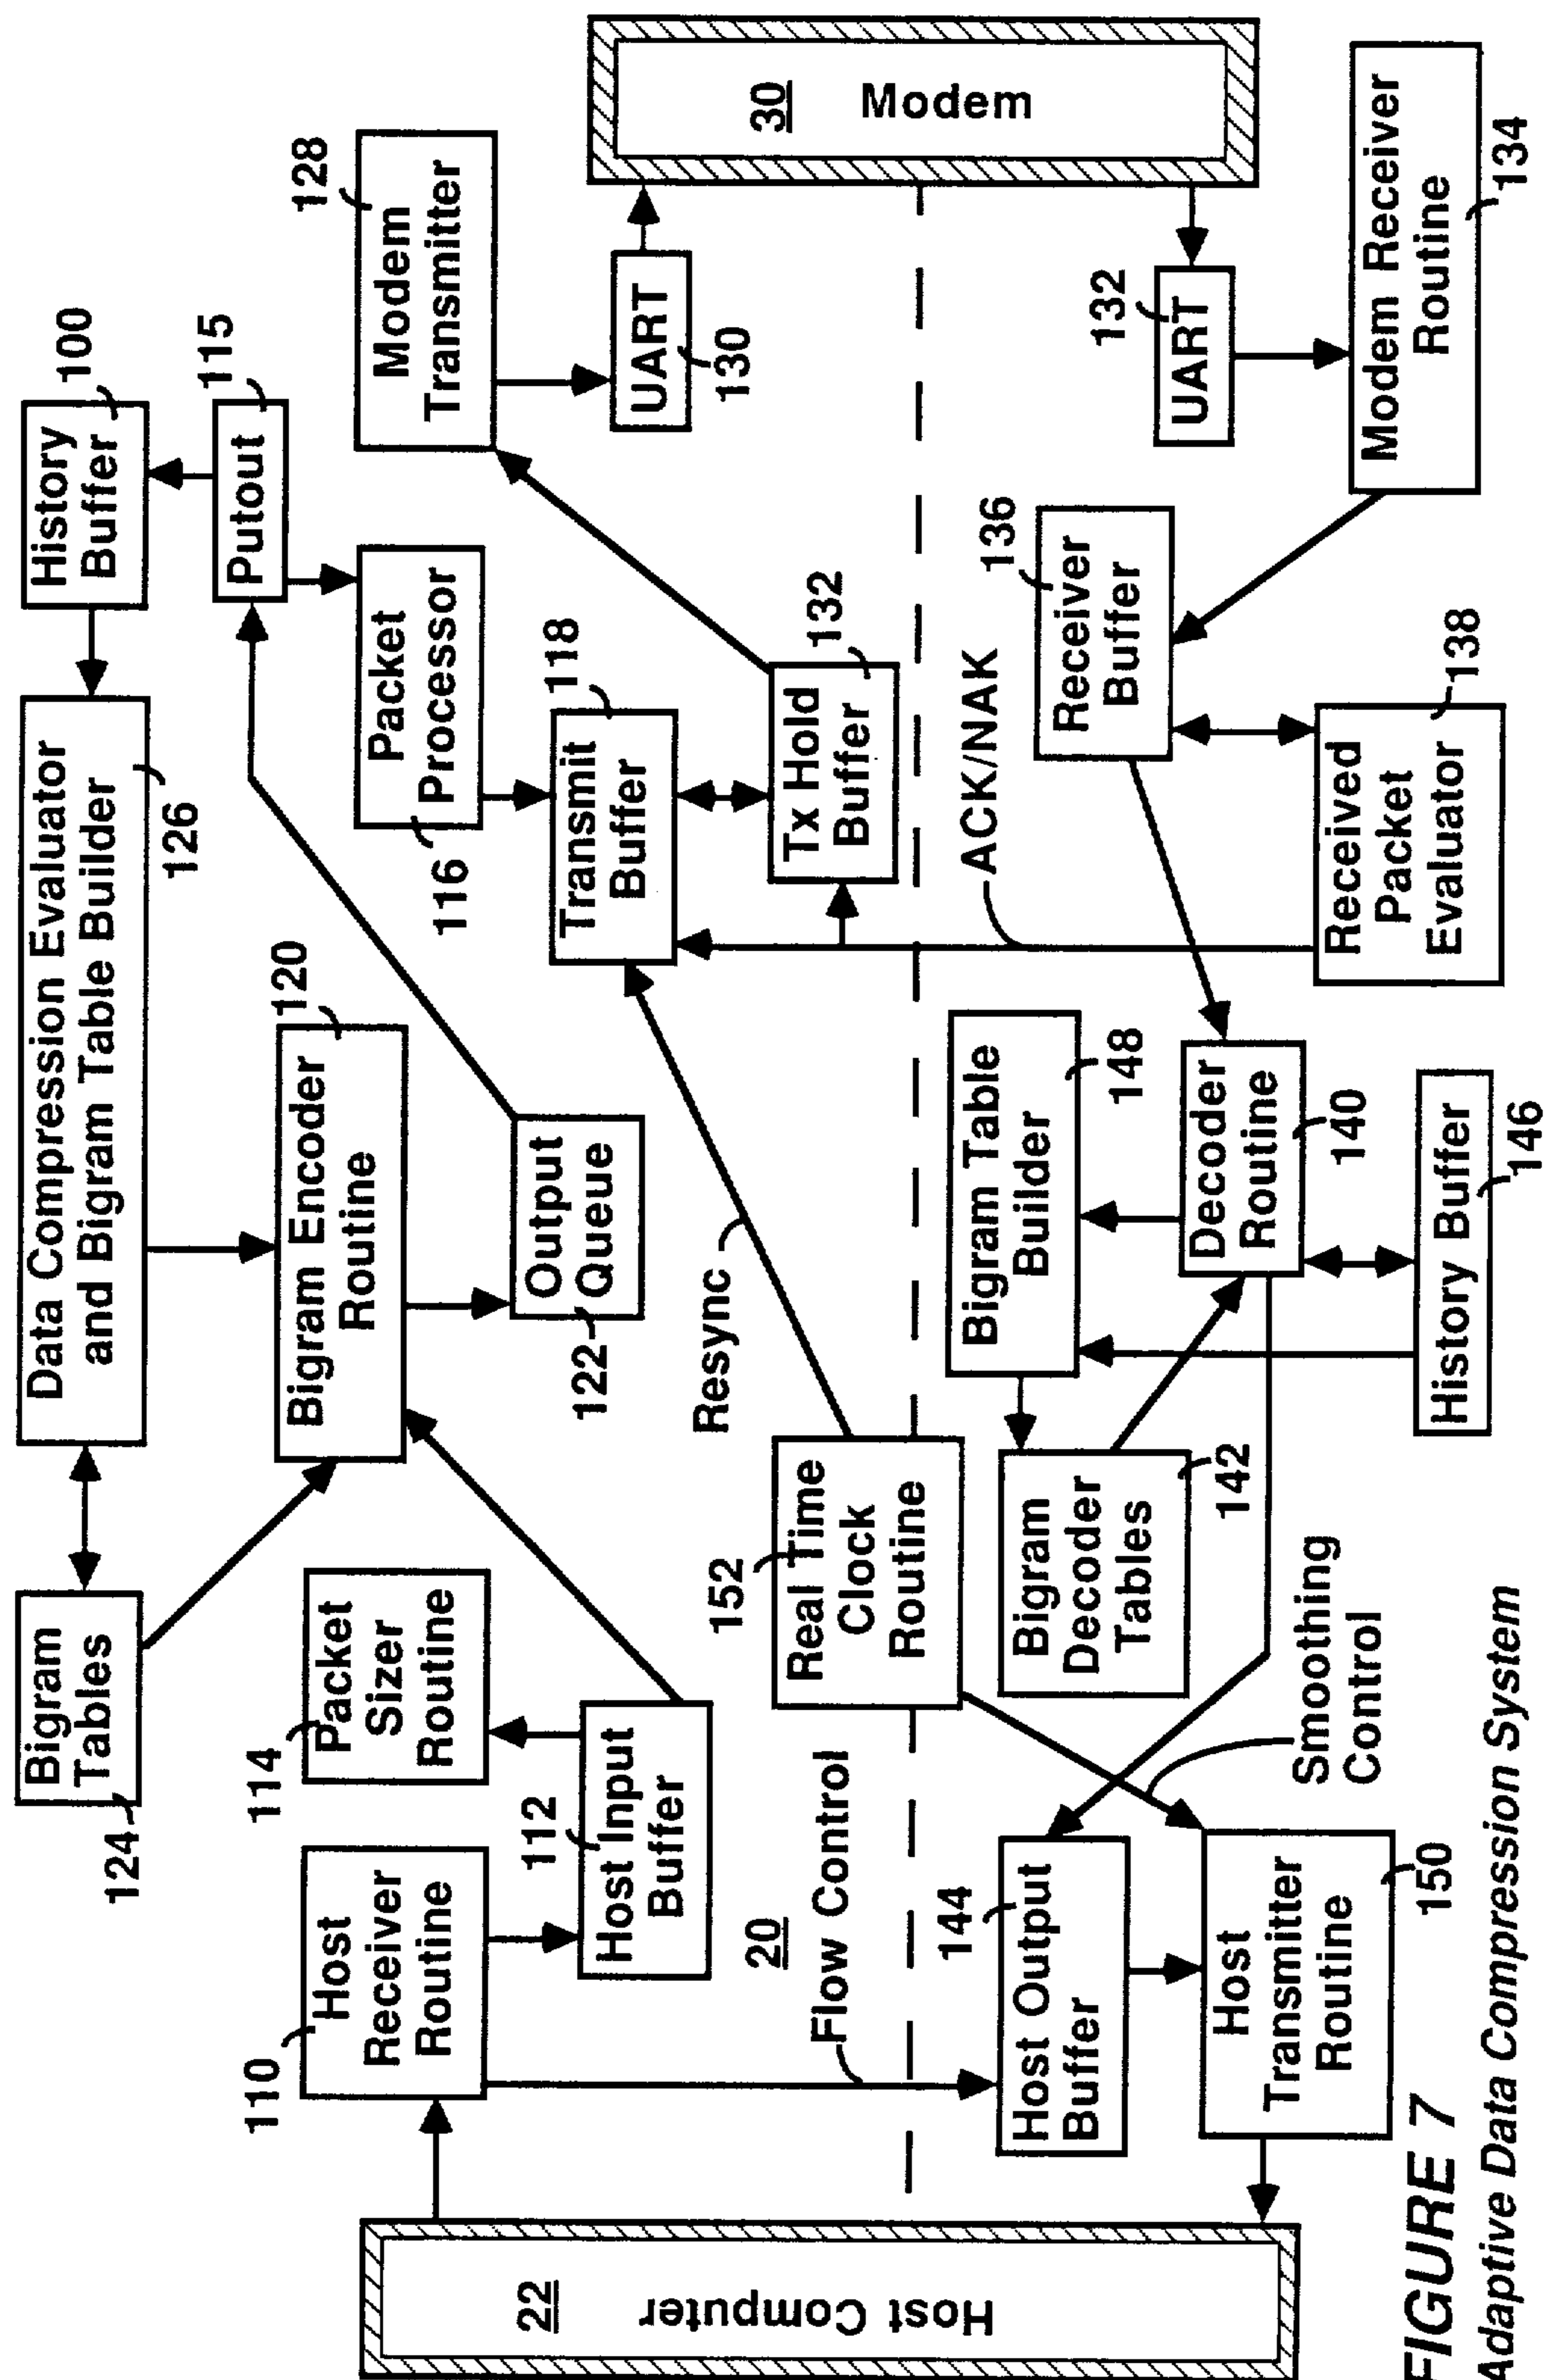 Bigram
Tables
124
Data Compression Evaluator
and Bigram Table Builder
126
History
Buffer
100
Putout
115
Host
Receiver
Routine
110
Packet
Sizer
Routine
114
Host Input
Buffer
112
Bigram Encoder
Routine
120
Output
Queue
122
Packet
Processor
116
Transmit
Buffer
118
Tx Hold
Buffer
132
Modem
Transmitter
128
UART
130
30
Modem
22
Host Computer
20
Flow Control
Resync
Real Time
Clock
Routine
152
ACK/NAK
Host Output
Buffer
144
Host
Transmitter
Routine
150
Smoothing
Control
Bigram
Decoder
Tables
142
Bigram Table
Builder
148
Decoder
Routine
140
History Buffer
146
Receiver
Buffer
136
Received
Packet
Evaluator
138
UART
132
Modem Receiver
Routine
134
FIGURE 7
Adaptive Data Compression System